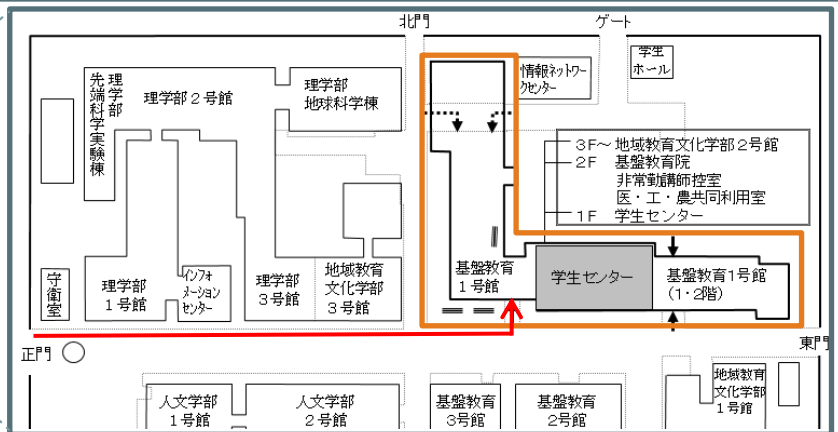 北門
ゲート
学生
ホール
情報ネットワー
クセンター
理学部
先端科学実験棟
理学部２号館
理学部
地球科学棟
３Ｆ～地域教育文化学部２号館
２Ｆ 基盤教育院
非常勤講師控室
医・工・農共同利用室
１Ｆ 学生センター
守衛室
理学部
１号館
インフォ
メーション
センター
理学部
３号館
地域教育
文化学部
３号館
基盤教育
１号館
学生センター
基盤教育1号館
(1・2階)
正門
東門
人文学部
１号館
人文学部
２号館
基盤教育
3号館
基盤教育
2号館
地域教育
文化学部
１号館